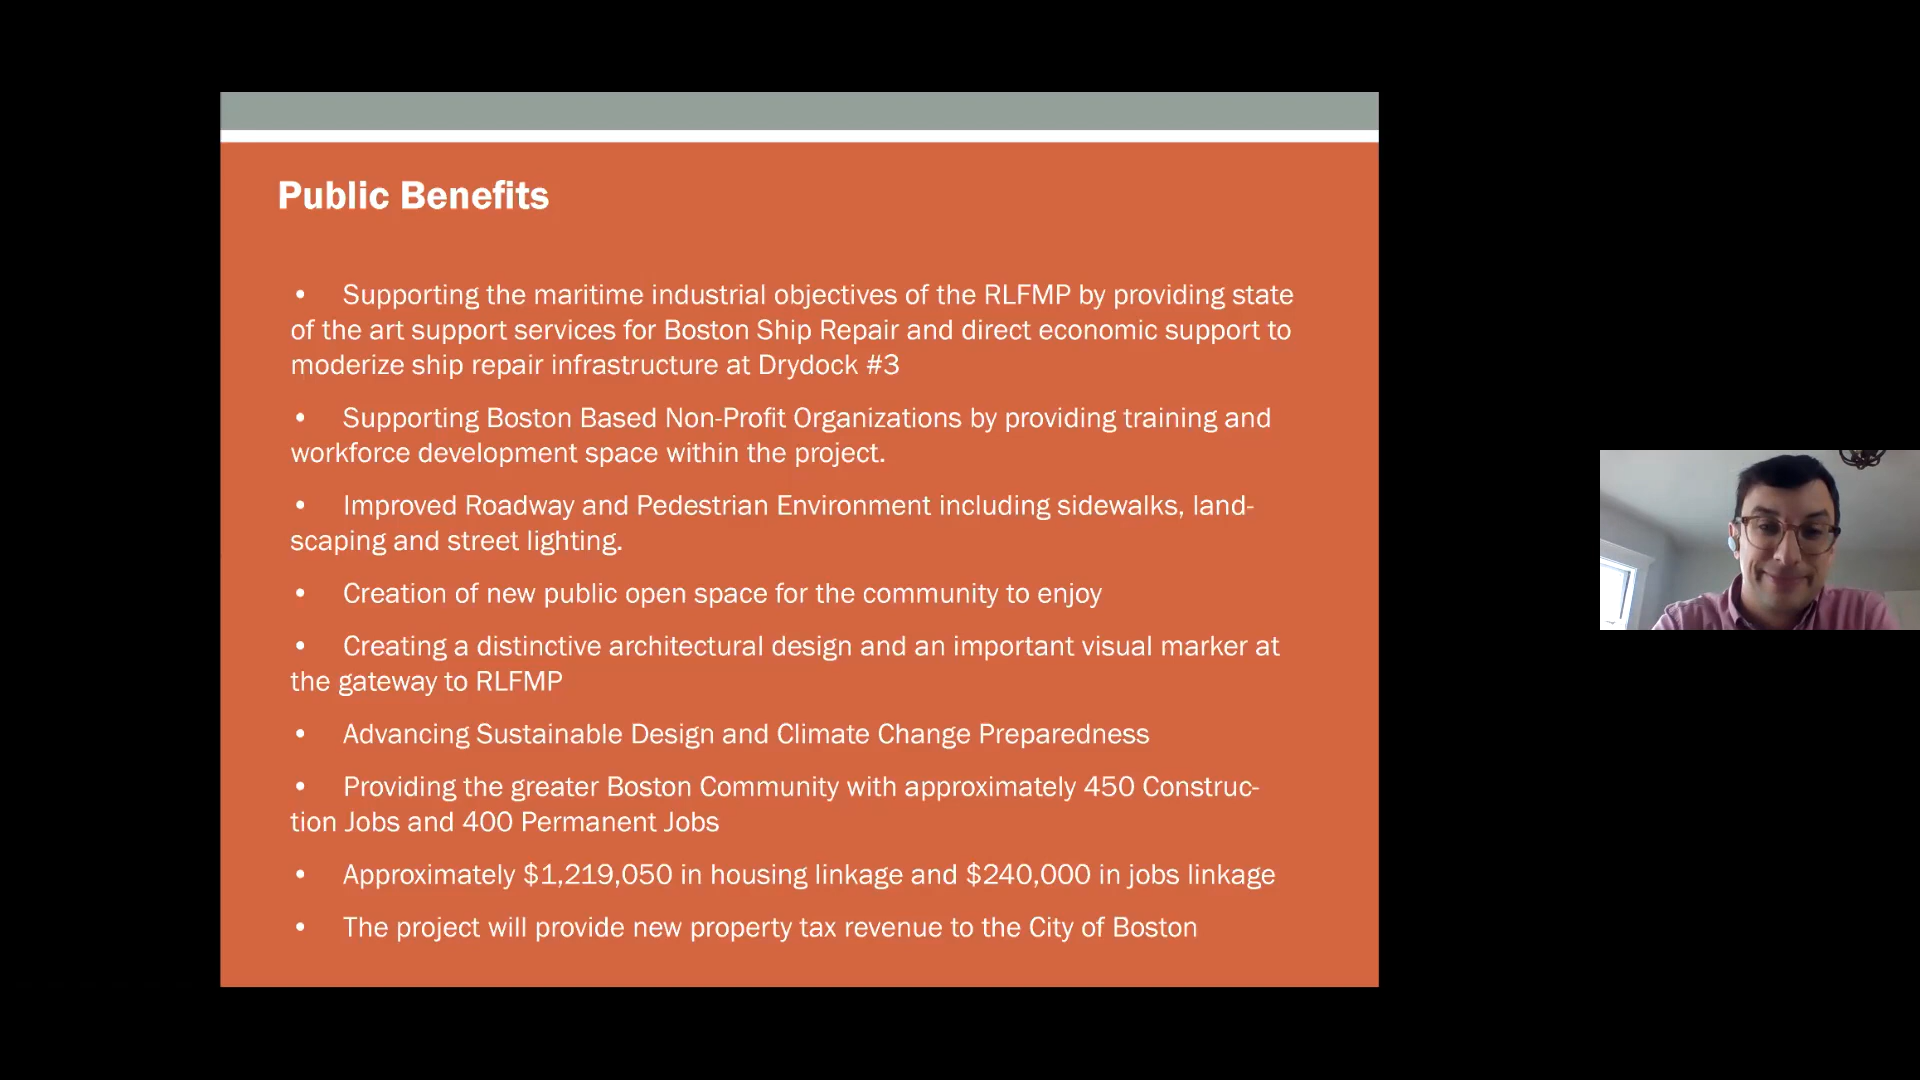 Public Benefits
• Supporting the maritime industrial objectives of the RLFMP by providing state
of the art support services for Boston Ship Repair and direct economic support to
moderize ship repair infrastructure at Drydock #3
• Supporting Boston Based Non-Profit Organizations by providing training and
workforce development space within the project.
• Improved Roadway and Pedestrian Environment including sidewalks, land-
scaping and street lighting.
• Creation of new public open space for the community to enjoy
• Creating a distinctive architectural design and an important visual marker at
the gateway to RLFMP
• Advancing Sustainable Design and Climate Change Preparedness
• Providing the greater Boston Community with approximately 450 Construc-
tion Jobs and 400 Permanent Jobs
• Approximately $1,219,050 in housing linkage and $240,000 in jobs linkage
• The project will provide new property tax revenue to the City of Boston